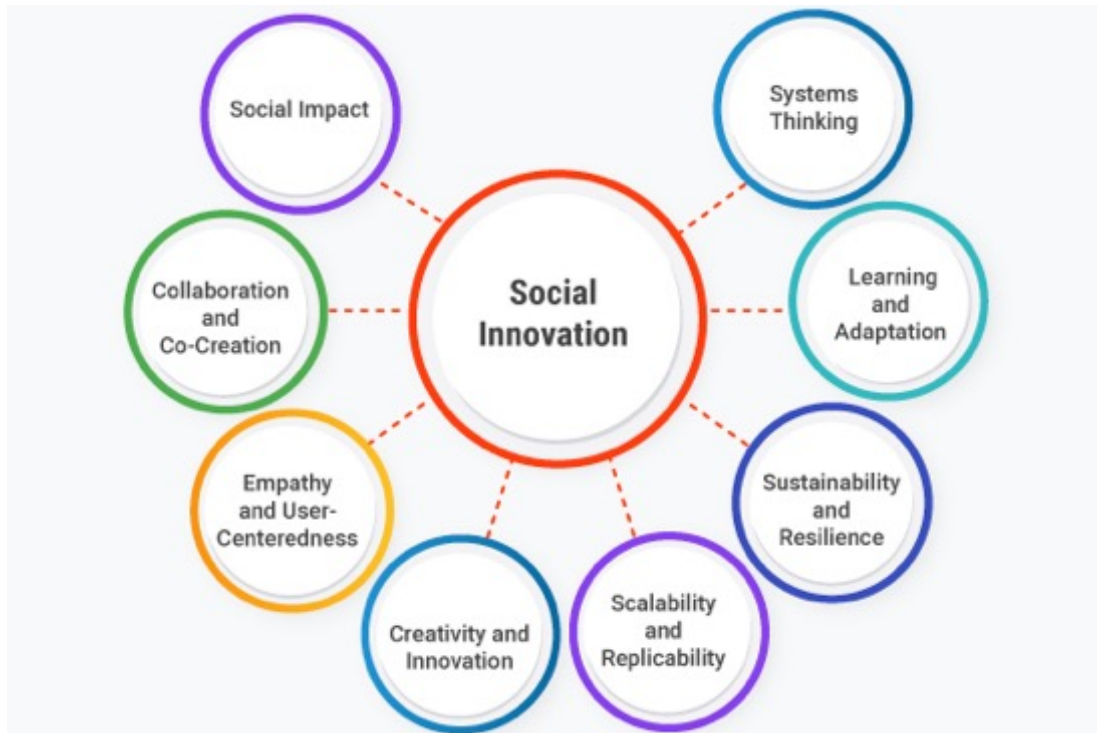 Social Impact
Systems
Thinking
Collaboration
and
Co-Creation
Social
Innovation
Learning
and
Adaptation
Empathy
and User-
Centeredness
Sustainability
and
Resilience
Creativity and
Innovation
Scalability
and
Replicability